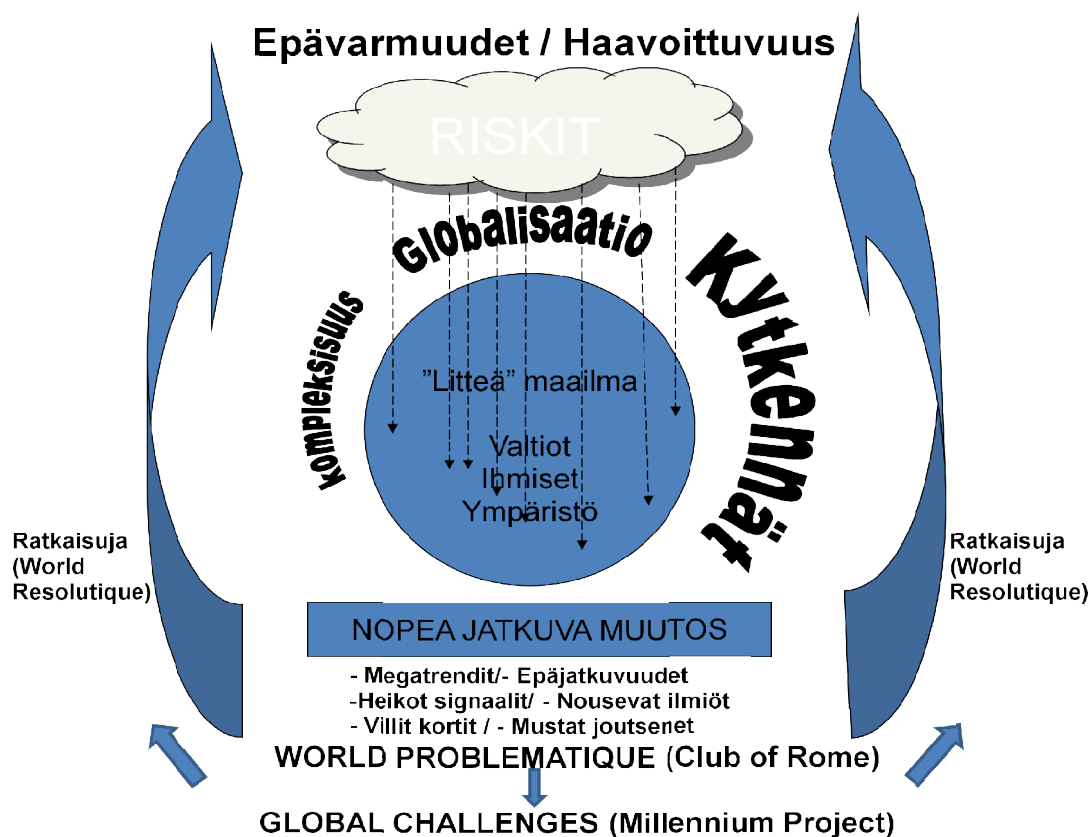 Epävarmuudet / Haavoittuvuus
RISKIT
Globalisaatio
Kytkennät
kompleksisuus
”Litteä” maailma
Valtiot
Ihmiset
Ympäristö
Ratkaisuja
(World
Resolutique)
Ratkaisuja
(World
Resolutique)
NOPEA JATKUVA MUUTOS
- Megatrendit/- Epäjatkuvuudet
-Heikot signaalit/ - Nousevat ilmiöt
- Villit kortit / - Mustat joutsenet
WORLD PROBLEMATIQUE (Club of Rome)
GLOBAL CHALLENGES (Millennium Project)